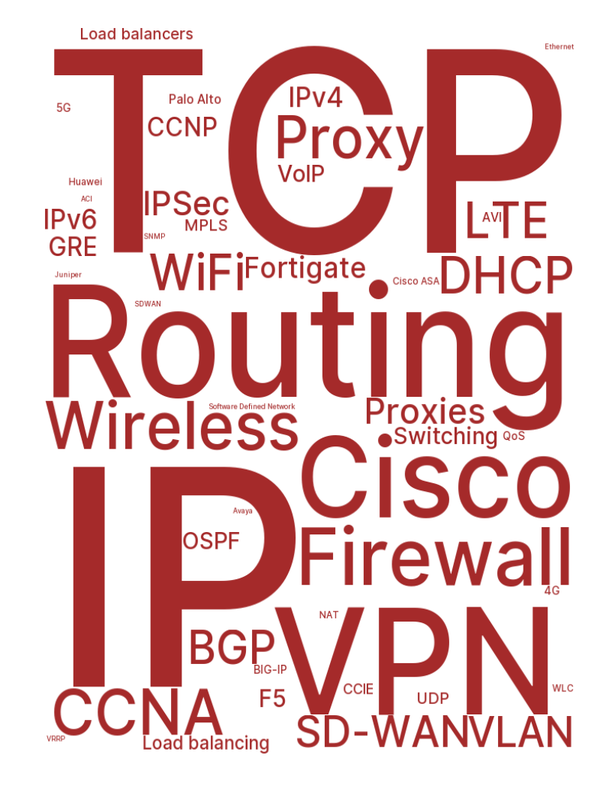 Load balancers
Ethernet
TCP
5G
Palo Alto
IPv4
CCNP
Proxy
VoIP
Huawei
ACI
IPSec
IPv6
MPLS
AVI
LTE
SNMP
GRE
WiFi
Fortigate
Cisco ASA
DHCP
Juniper
SDWAN
Routing
Software Defined Network
Wireless
Proxies
Switching
QoS
Cisco
IP
Avaya
OSPF
Firewall
4G
NAT
VPN
BGP
BIG-IP
F5
CCIE
UDP
WLC
CCNA
SD-WAN
VLAN
VRRP
Load balancing